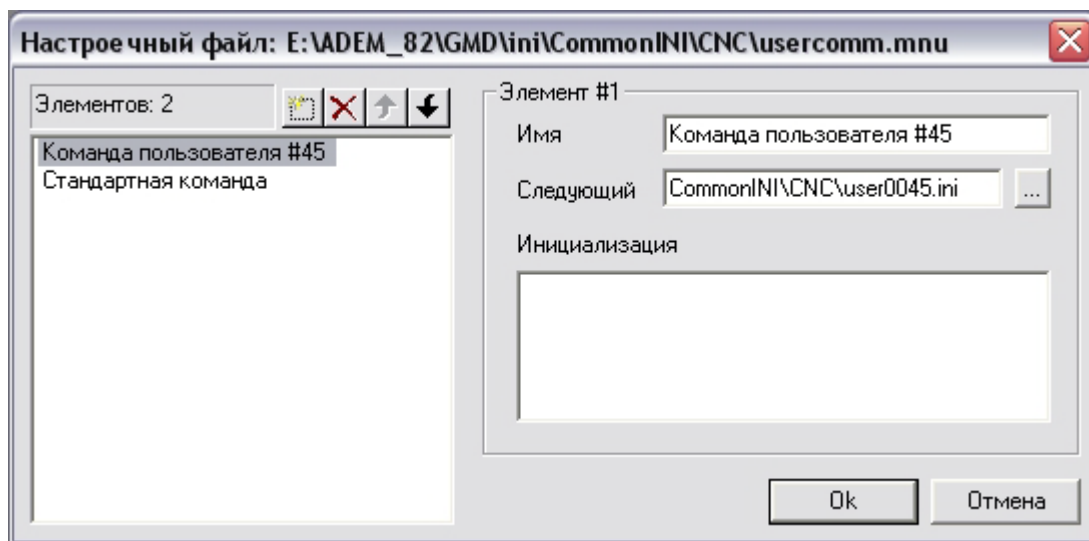 Настроечный файл: E:\ADEM_82\GMD\ini\CommonINI\CNC\usercomm.mnu
Элементов: 2
Команда пользователя #45
Стандартная команда
Элемент #1
Имя
Команда пользователя #45
Следующий
CommonINI\CNC\user0045.ini
...
Инициализация
Ok
Отмена